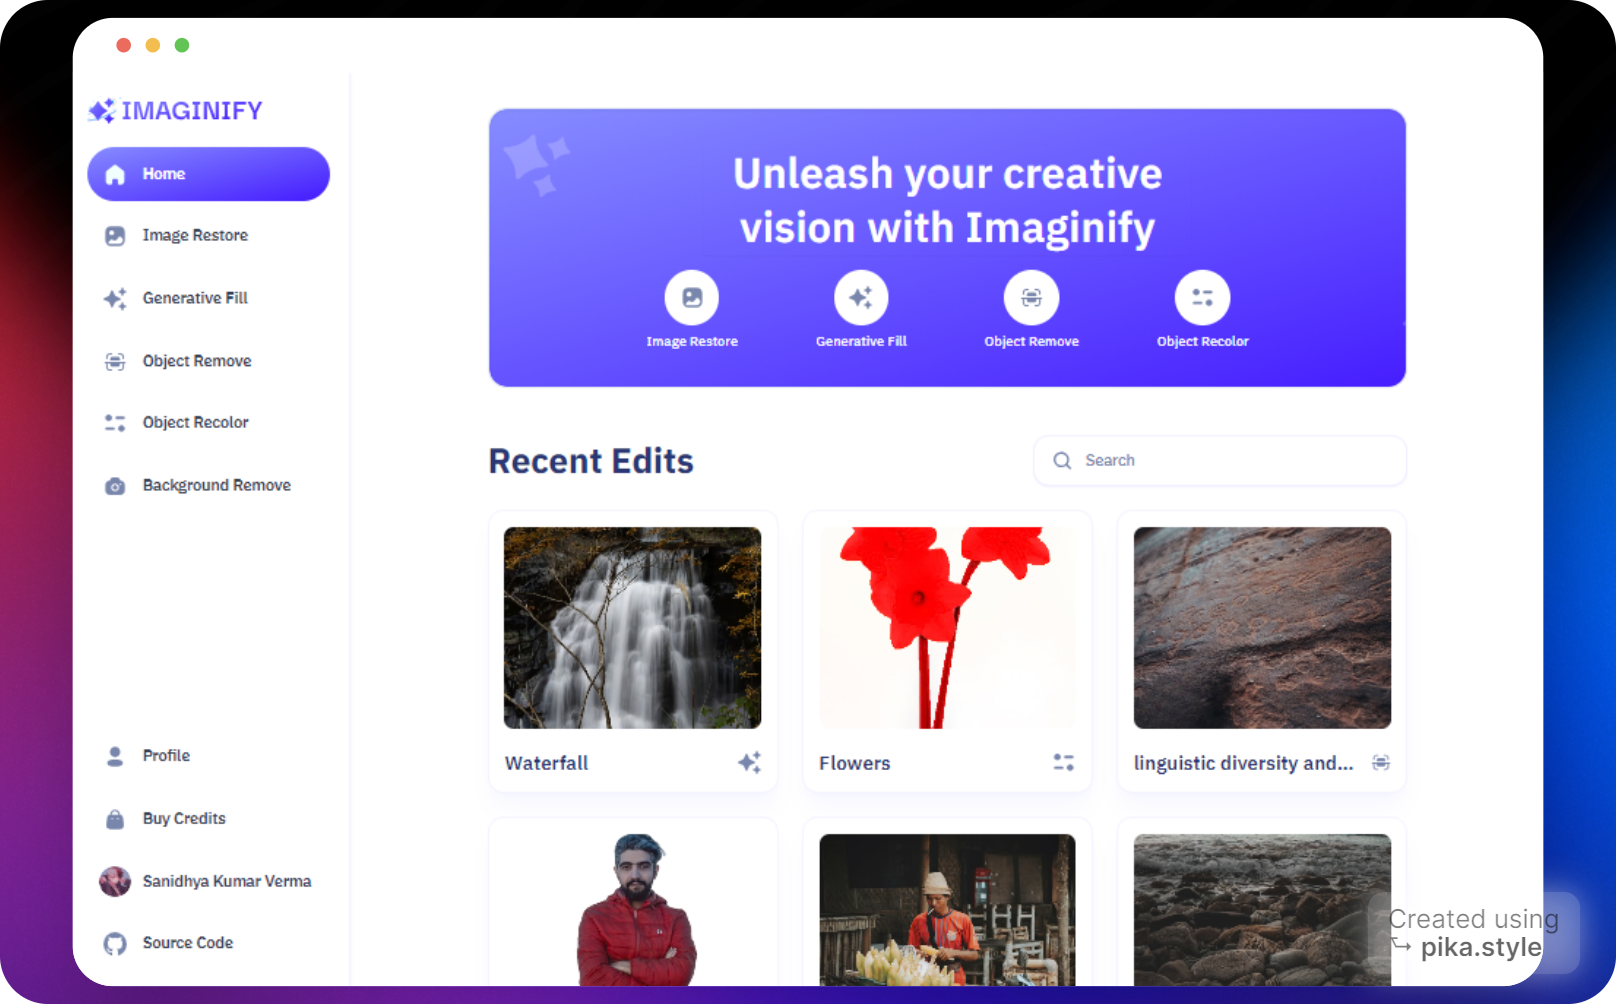 IMAGINIFY
Home
Image Restore
Generative Fill
Object Remove
Object Recolor
Background Remove
Profile
Buy Credits
Sanidhya Kumar Verma
Source Code
Unleash your creative
vision with Imaginify
Image Restore
Generative Fill
Object Remove
Object Recolor
Recent Edits
Search
Waterfall
Flowers
linguistic diversity and...
Created using
pika.style